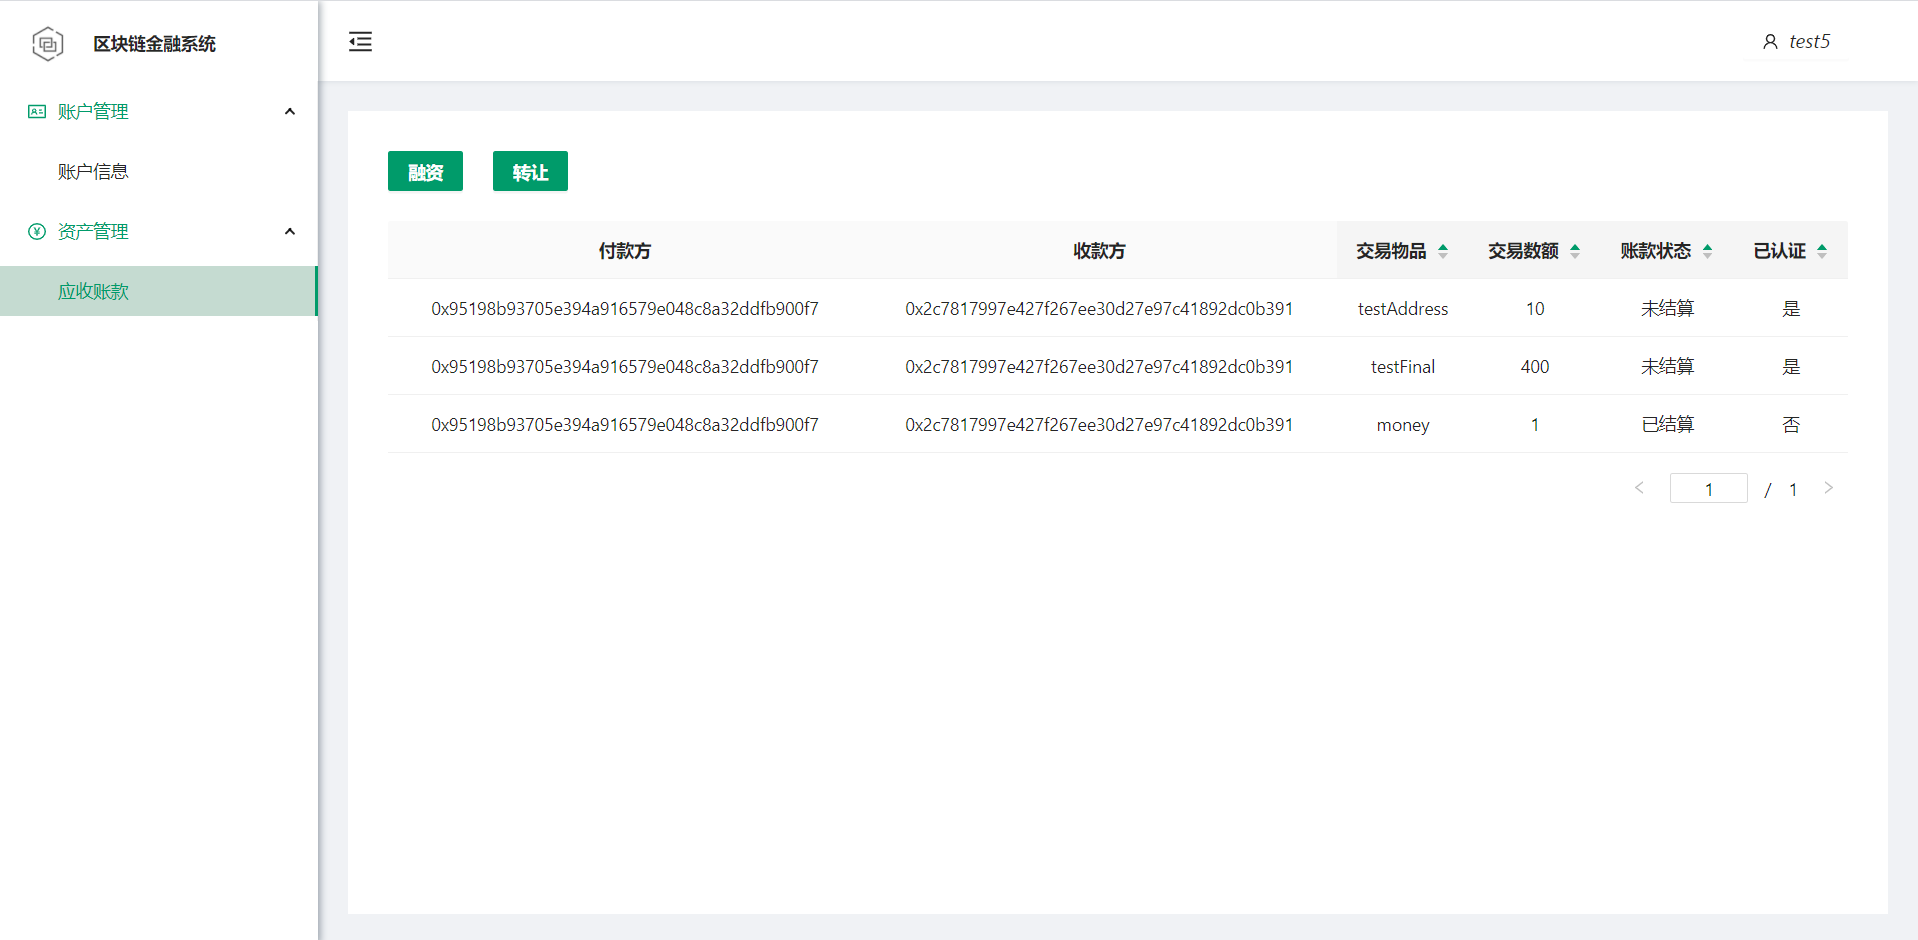 区块链金融系统
test5
账户管理
账户信息
资产管理
应收账款
融资 转让
付款方 收款方 交易物品 交易数额 账款状态 已认证
0x95198b93705e394a916579e048c8a32ddfb900f7 0x2c7817997e427f267ee30d27e97c41892dc0b391 testAddress 10 未结算 是
0x95198b93705e394a916579e048c8a32ddfb900f7 0x2c7817997e427f267ee30d27e97c41892dc0b391 testFinal 400 未结算 是
0x95198b93705e394a916579e048c8a32ddfb900f7 0x2c7817997e427f267ee30d27e97c41892dc0b391 money 1 已结算 否
1 / 1